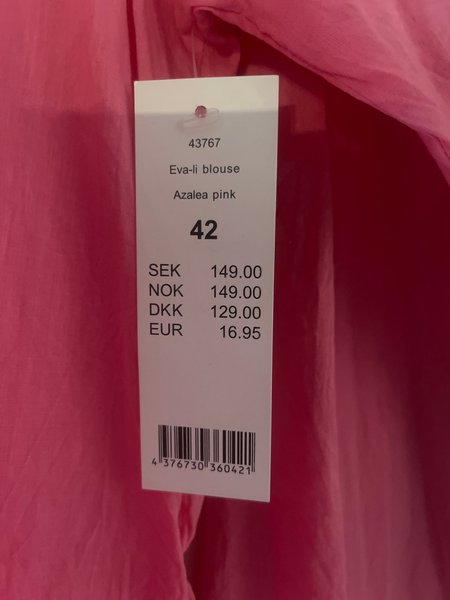 43767
Eva-li blouse
Azalea pink
42
SEK 149.00
NOK 149.00
DKK 129.00
EUR 16.95
4 376730 360421